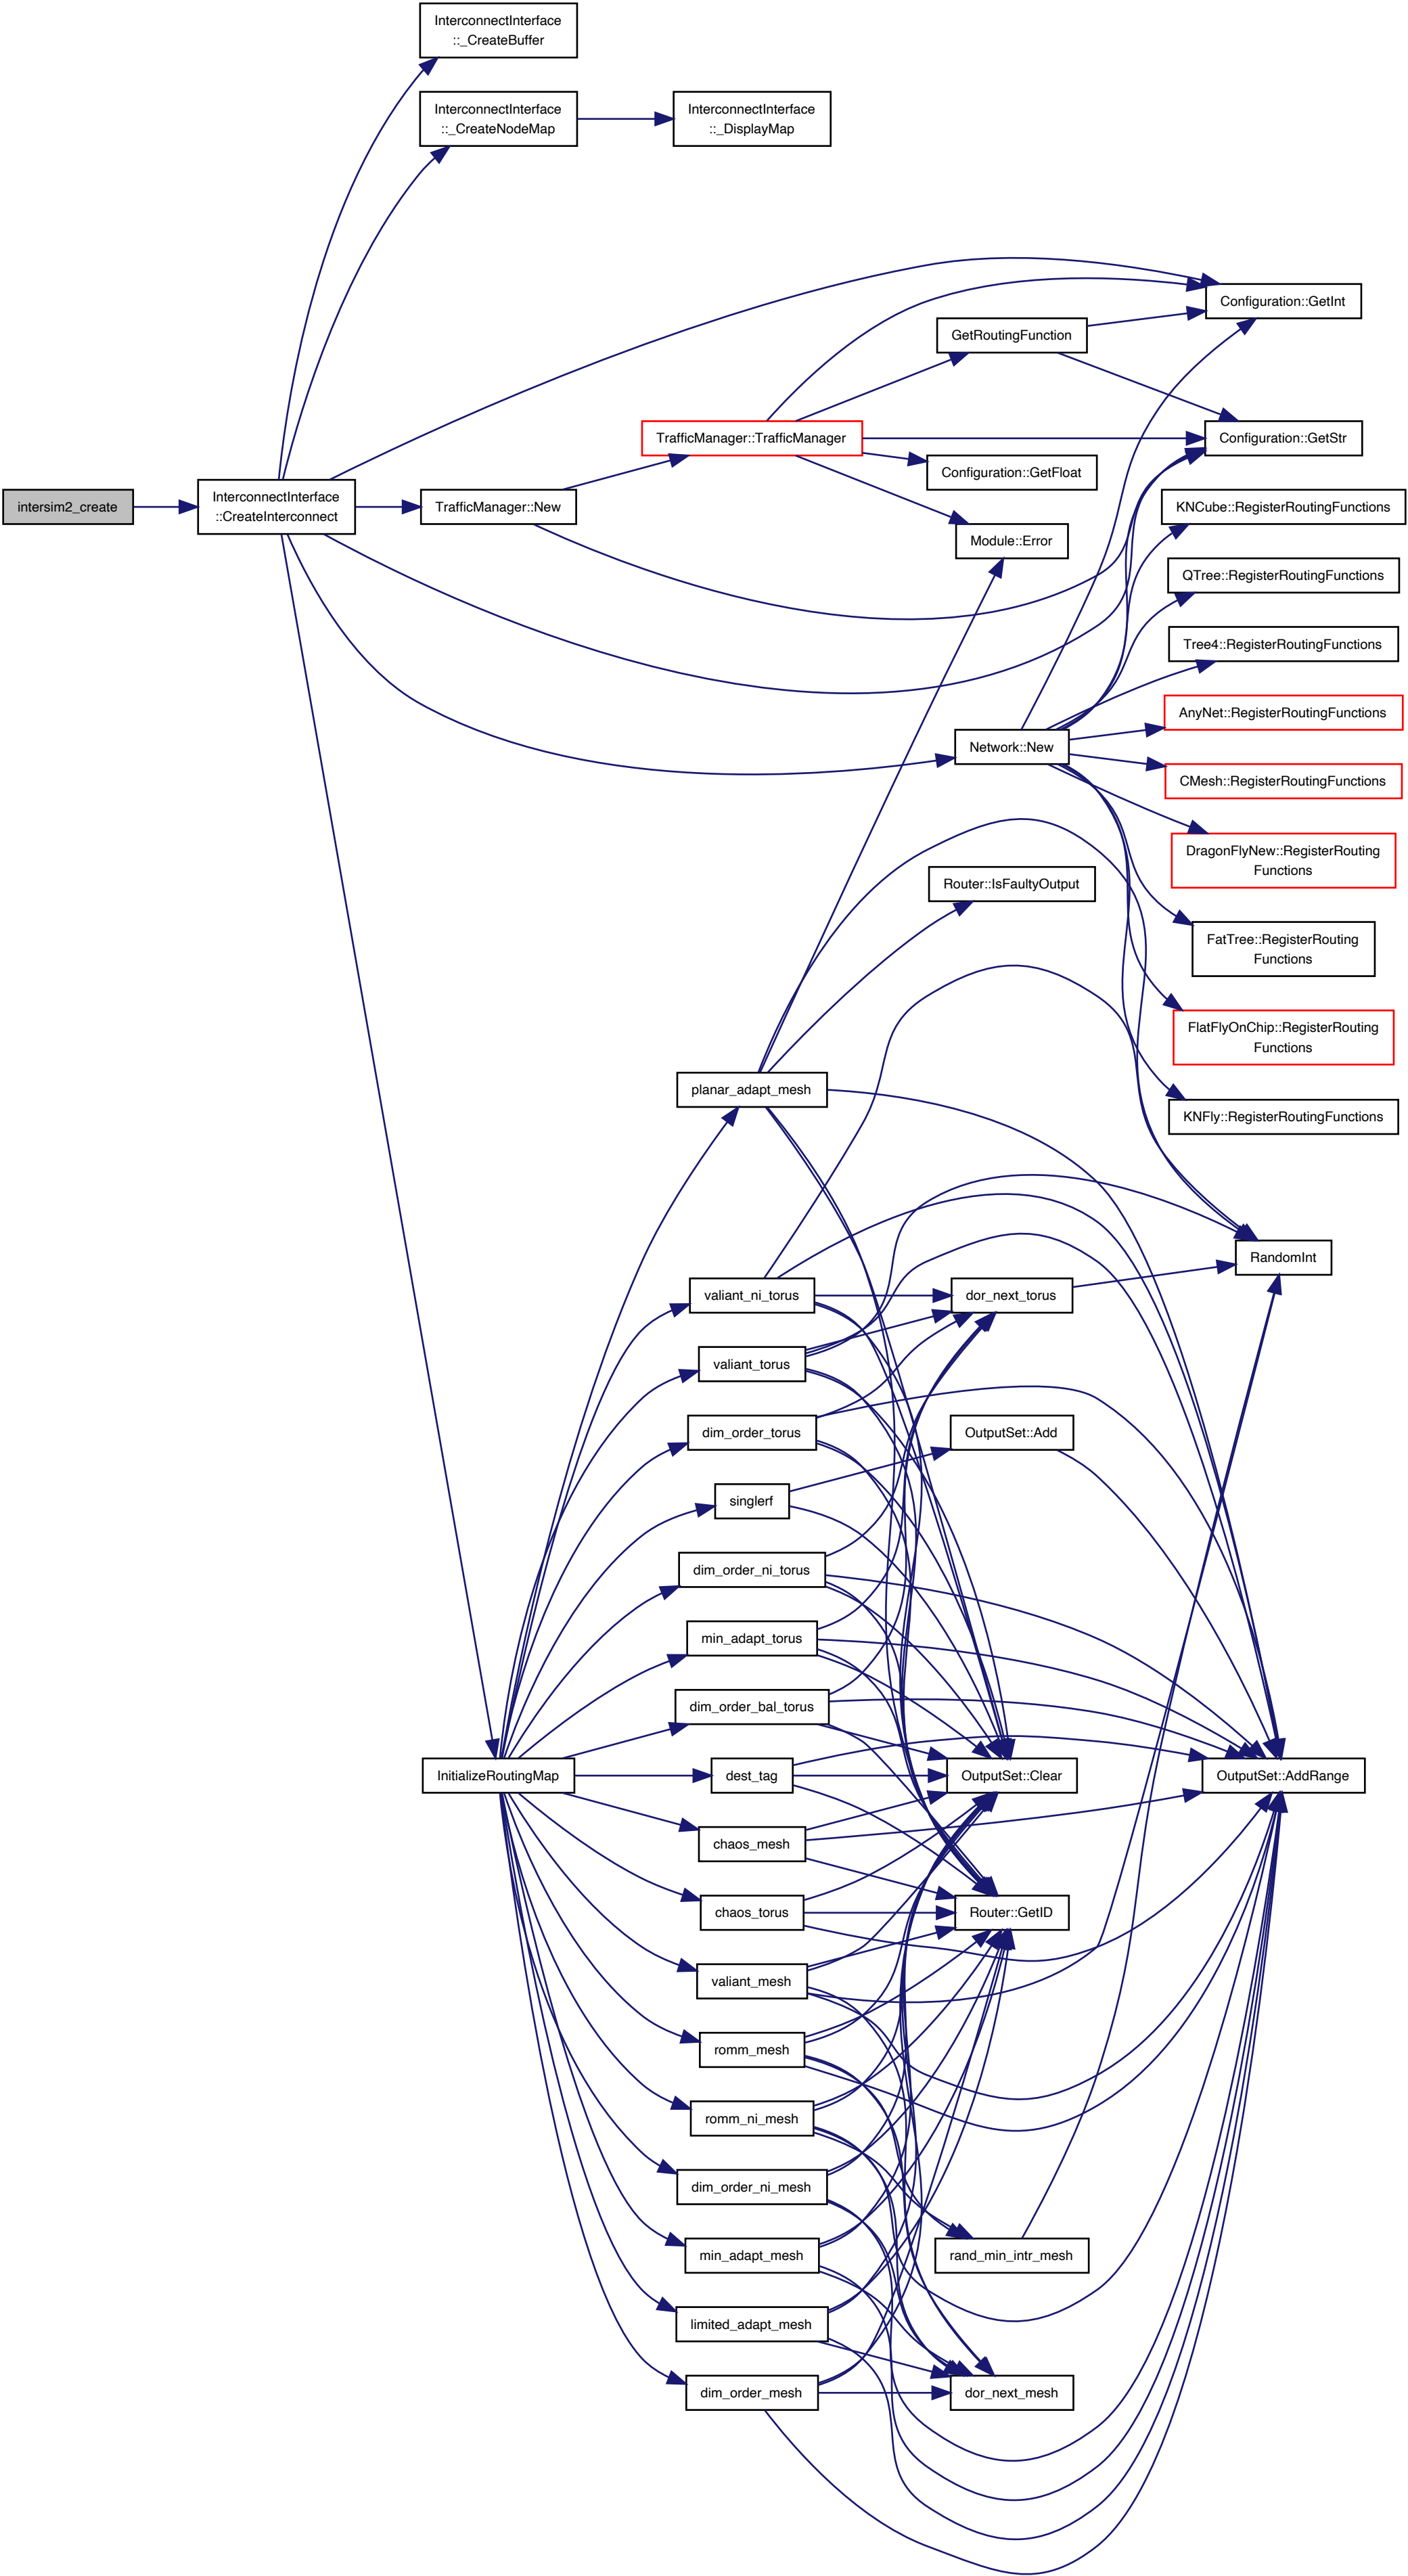 InterconnectInterface
::_CreateBuffer
InterconnectInterface
::_CreateNodeMap
InterconnectInterface
::_DisplayMap
Configuration::GetInt
GetRoutingFunction
TrafficManager::TrafficManager
Configuration::GetStr
Configuration::GetFloat
intersim2_create
InterconnectInterface
::CreateInterconnect
TrafficManager::New
KNCube::RegisterRoutingFunctions
Module::Error
QTree::RegisterRoutingFunctions
Tree4::RegisterRoutingFunctions
AnyNet::RegisterRoutingFunctions
Network::New
CMesh::RegisterRoutingFunctions
DragonFlyNew::RegisterRouting
Functions
Router::IsFaultyOutput
FatTree::RegisterRouting
Functions
FlatFlyOnChip::RegisterRouting
Functions
planar_adapt_mesh
KNFly::RegisterRoutingFunctions
RandomInt
valiant_ni_torus
dor_next_torus
valiant_torus
dim_order_torus
OutputSet::Add
singlerf
dim_order_ni_torus
min_adapt_torus
dim_order_bal_torus
InitializeRoutingMap
dest_tag
OutputSet::Clear
OutputSet::AddRange
chaos_mesh
chaos_torus
Router::GetID
valiant_mesh
romm_mesh
romm_ni_mesh
dim_order_ni_mesh
min_adapt_mesh
rand_min_intr_mesh
limited_adapt_mesh
dim_order_mesh
dor_next_mesh